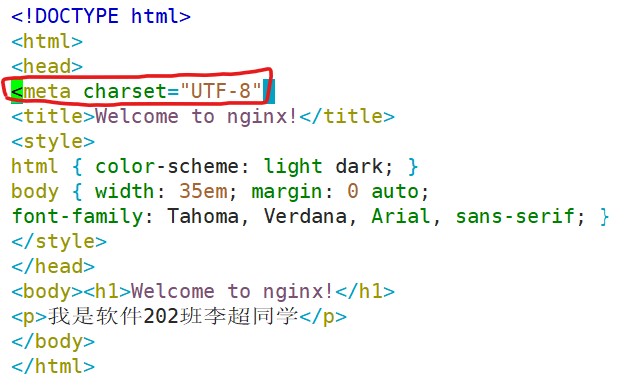 <!DOCTYPE html>
<html>
<head>
<meta charset="UTF-8">
<title>Welcome to nginx!</title>
<style>
html { color-scheme: light dark; }
body { width: 35em; margin: 0 auto;
font-family: Tahoma, Verdana, Arial, sans-serif; }
</style>
</head>
<body><h1>Welcome to nginx!</h1>
<p>我是软件202班李超同学</p>
</body>
</html>